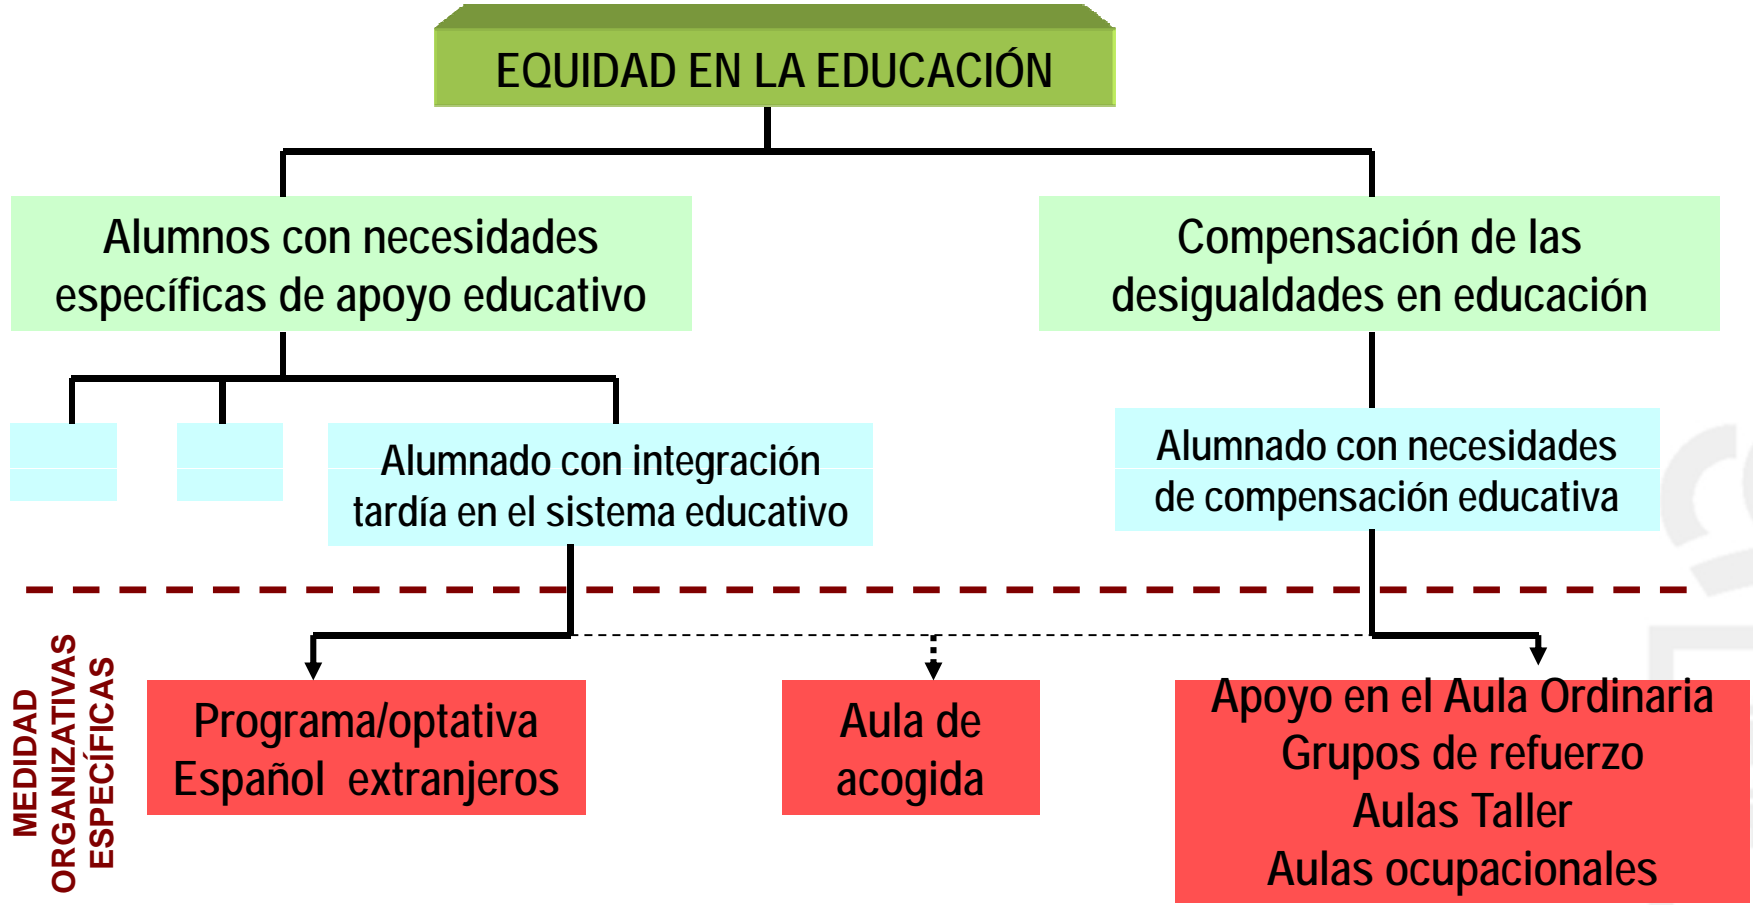 EQUIDAD EN LA EDUCACIÓN
Alumnos con necesidades
específicas de apoyo educativo
Compensación de las
desigualdades en educación
Alumnado con integración
tardía en el sistema educativo
Alumnado con necesidades
de compensación educativa
MEDIDAD
ORGANIZATIVAS
ESPECÍFICAS
Programa/optativa
Español extranjeros
Aula de
acogida
Apoyo en el Aula Ordinaria
Grupos de refuerzo
Aulas Taller
Aulas ocupacionales